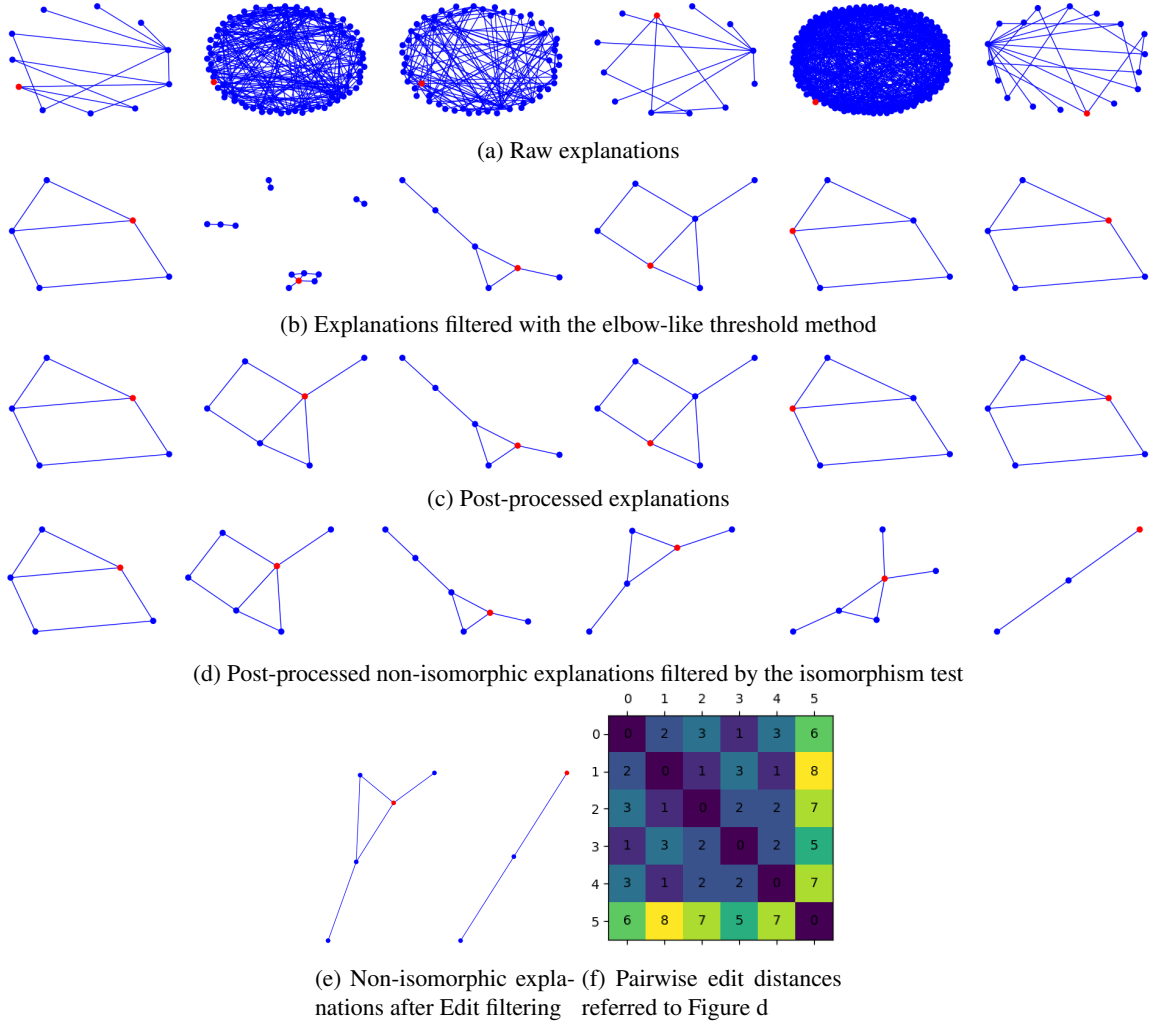 (a) Raw explanations
(b) Explanations filtered with the elbow-like threshold method
(c) Post-processed explanations
(d) Post-processed non-isomorphic explanations filtered by the isomorphism test
0 1 2 3 4 5
0 0 2 3 1 3 6
1 2 0 1 3 1 8
2 3 1 0 2 2 7
3 1 3 2 0 2 5
4 3 1 2 2 0 7
5 6 8 7 5 7 0
(e) Non-isomorphic expla-
nations after Edit filtering
(f) Pairwise edit distances
referred to Figure d